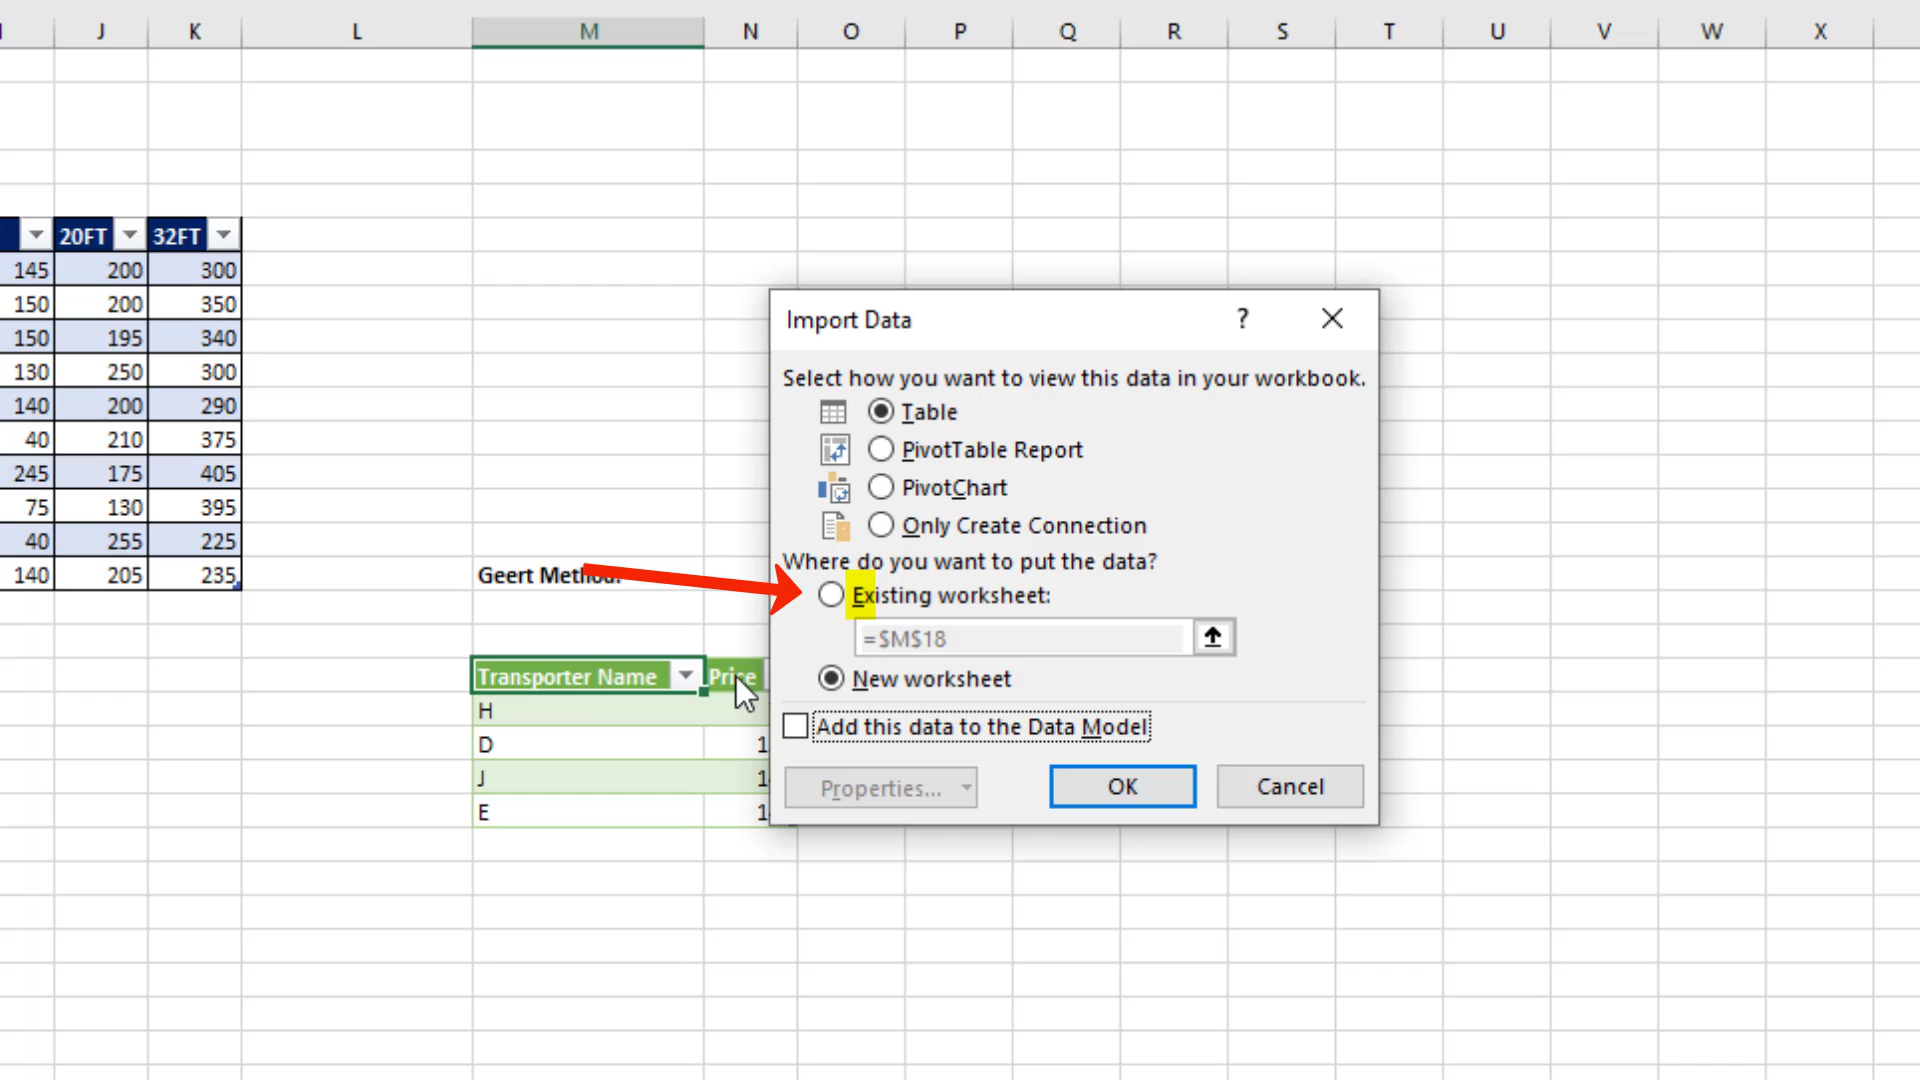 J K L M N O P Q R S T U V W X
20FT 32FT
145 200 300
150 200 350
150 195 340
130 250 300
140 200 290
40 210 375
245 175 405
75 130 395
40 255 225
140 205 235
Geert Method:
Transporter Name Price
H
D
J
E
Import Data ?
Select how you want to view this data in your workbook.
Table
PivotTable Report
PivotChart
Only Create Connection
Where do you want to put the data?
Existing worksheet:
=$M$18
New worksheet
Add this data to the Data Model
Properties...
OK
Cancel